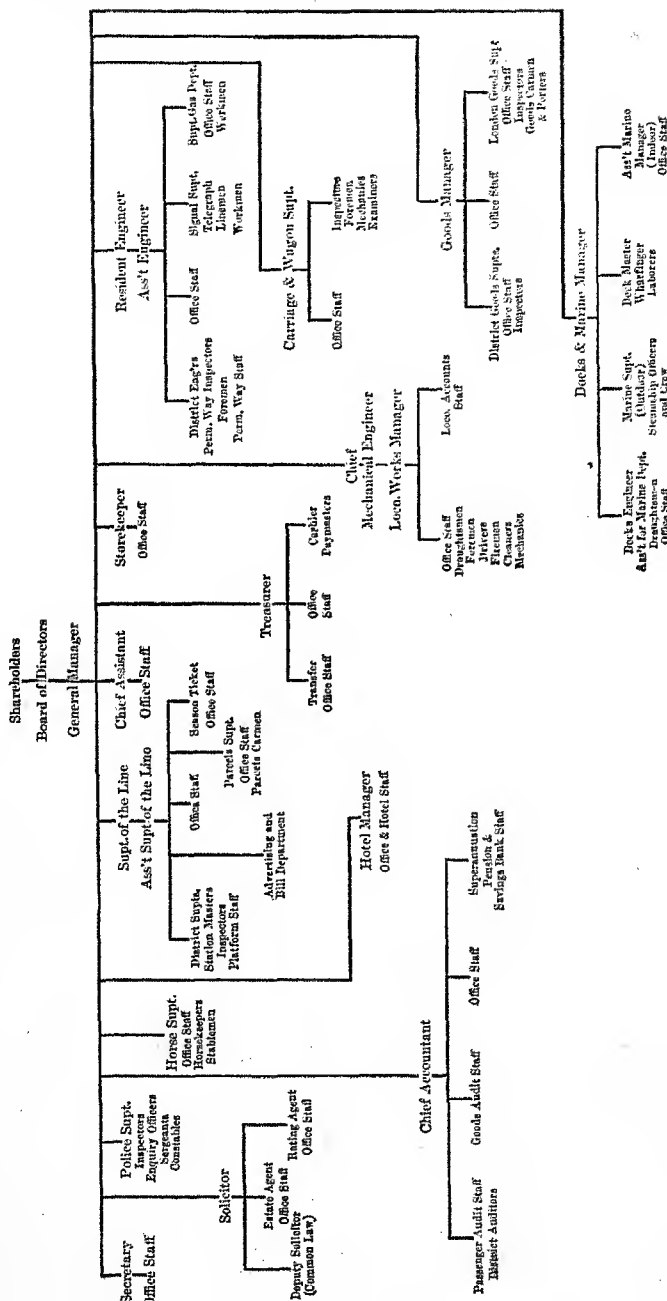 Shareholders
Board of Directors
General Manager
Secretary
Office Staff
Police Supt.
Inspectors
Enquiry Officers
Sergeants
Constables
Solicitor
Deputy Solicitor
(Common Law)
Estate Agent
Office Staff
Rating Agent
Office Staff
Horse Supt.
Office Staff
Horsekeepers
Stablemen
Chief Accountant
Passenger Audit Staff
District Auditors
Goods Audit Staff
Office Staff
Superannuation
Pension &
Savings Bank Staff
Supt. of the Line
Ass't Supt. of the Line
District Supts.
Station Masters
Inspectors
Platform Staff
Advertising and
Bill Department
Office Staff
Parcels Supt.
Office Staff
Parcels Carmen
Season Ticket
Office Staff
Hotel Manager
Office & Hotel Staff
Chief Assistant
Office Staff
Treasurer
Transfer
Office Staff
Office
Staff
Cashier
Paymasters
Storekeeper
Office Staff
Chief
Mechanical Engineer
Loco. Works Manager
Office Staff
Draughtsmen
Foremen
Drivers
Firemen
Cleaners
Mechanics
Loco. Accounts
Staff
Resident Engineer
Ass't Engineer
District Eng'rs
Perm. Way Inspectors
Foremen
Perm. Way Staff
Office Staff
Signal Supt.
Telegraph
Linemen
Workmen
Supt. Gas Dept.
Office Staff
Workmen
Carriage & Wagon Supt.
Office Staff
Inspectors
Foremen
Mechanics
Examiners
Goods Manager
District Goods Supts.
Office Staff
Inspectors
Office Staff
London Goods Supt
Office Staff
Inspectors
Goods Carmen
& Porters
Docks & Marine Manager
Docks Engineer
Ass't for Marine Dept.
Draughtsmen
Office Staff
Marine Supt.
(Outdoor)
Steamship Officers
and Crew
Dock Master
Wharfinger
Laborers
Ass't Marine
Manager
(Indoor)
Office Staff